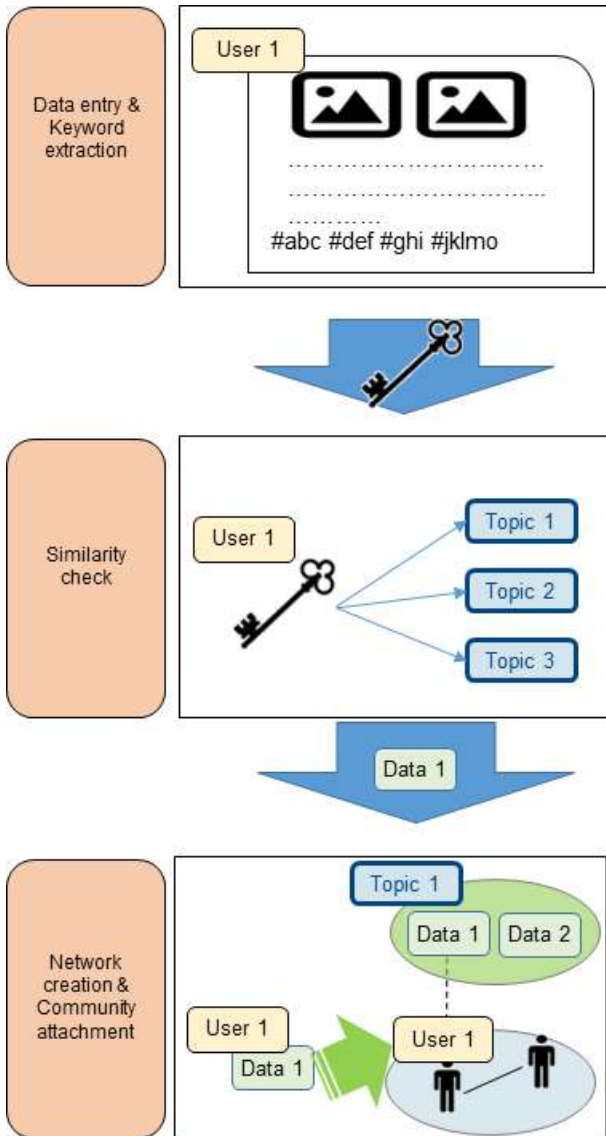 User 1
Data entry &
Keyword
extraction
……………………………
……………………………
…………
#abc #def #ghi #jklmo
Similarity
check
User 1
Topic 1
Topic 2
Topic 3
Data 1
Network
creation &
Community
attachment
Topic 1
Data 1
Data 2
User 1
Data 1
User 1